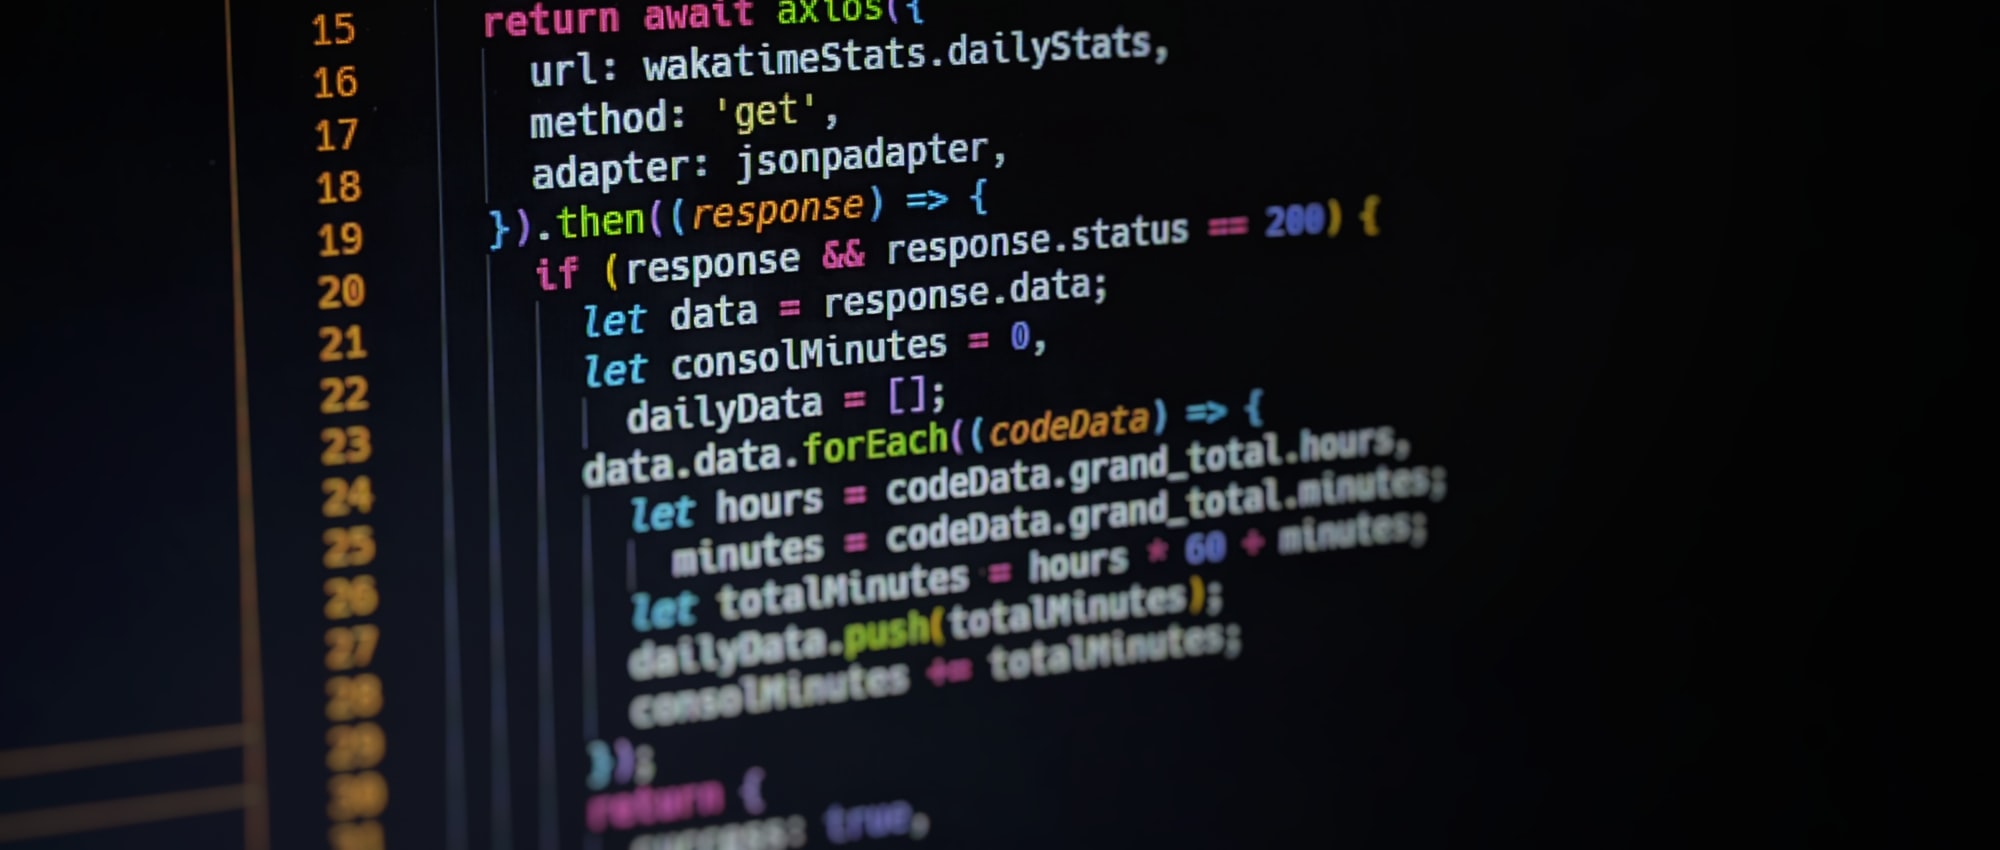 15 return await axios({
16 url: wakatimeStats.dailyStats,
17 method: 'get',
18 adapter: jsonpadapter,
19 }).then((response) => {
20 if (response && response.status == 200) {
21 let data = response.data;
22 let consolMinutes = 0,
23 dailyData = [];
24 data.data.forEach((codeData) => {
25 let hours = codeData.grand_total.hours,
26 minutes = codeData.grand_total.minutes;
27 let totalMinutes = hours * 60 + minutes;
28 dailyData.push(totalMinutes);
29 consolMinutes += totalMinutes;
30 });
31 return {
success: true,